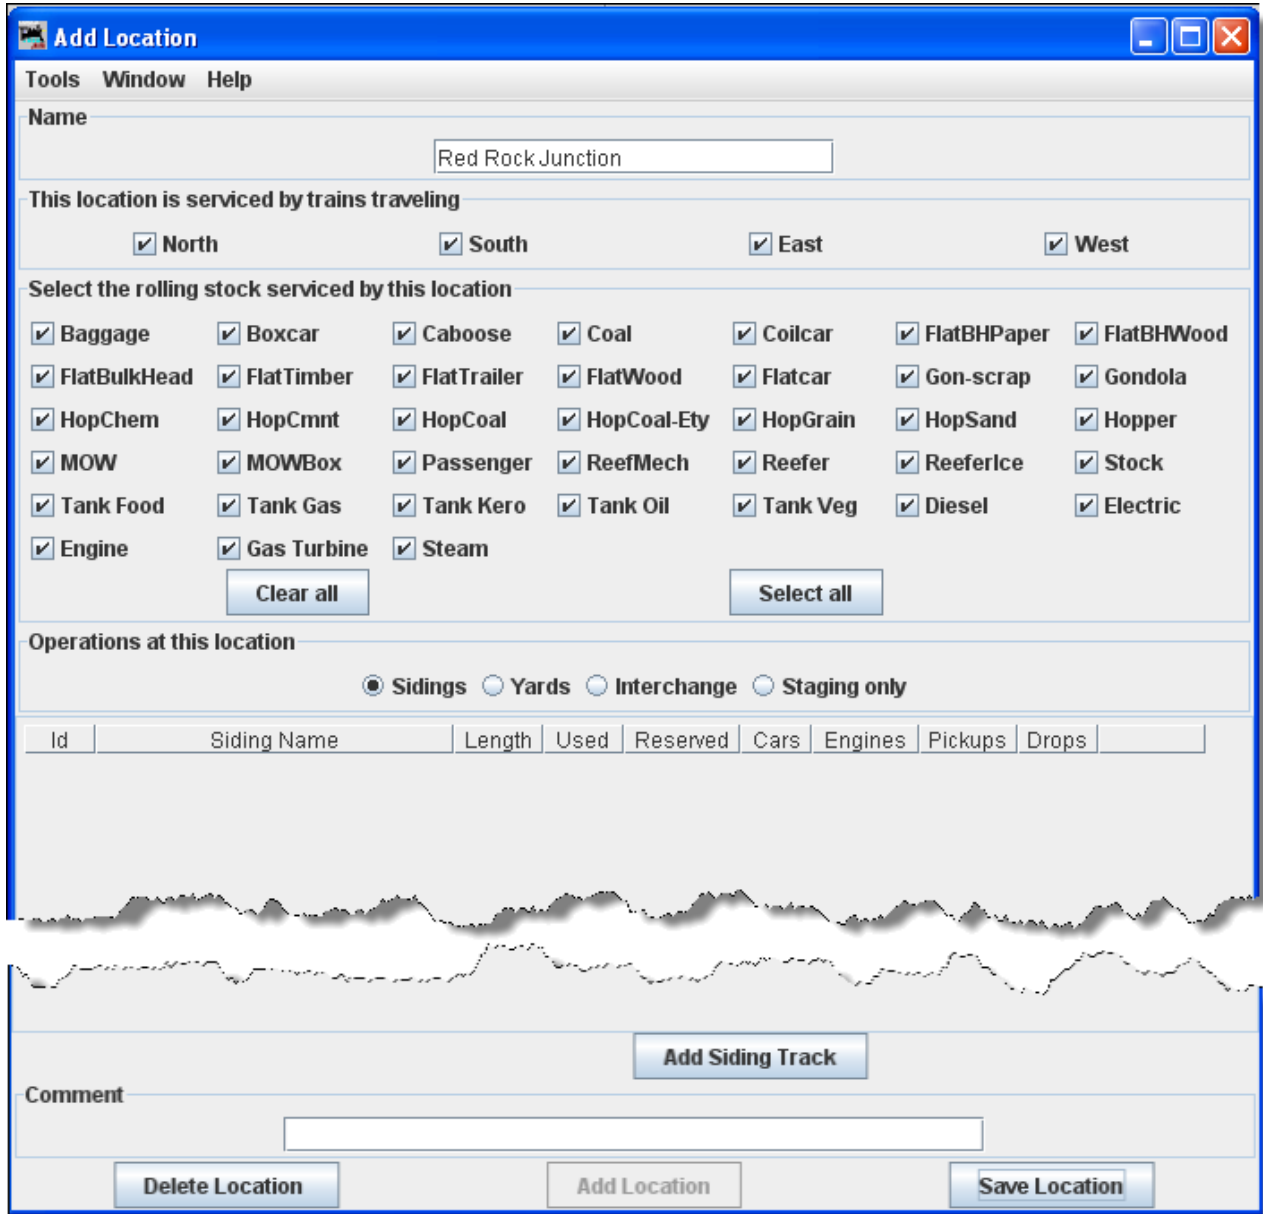 Add Location
Tools Window Help
Name
Red Rock Junction
This location is serviced by trains traveling
North South East West
Select the rolling stock serviced by this location
Baggage Boxcar Caboose Coal Coilcar FlatBHPaper FlatBHWood
FlatBulkHead FlatTimber FlatTrailer FlatWood Flatcar Gon-scrap Gondola
HopChem HopCmnt HopCoal HopCoal-Ety HopGrain HopSand Hopper
MOW MOWBox Passenger ReefMech Reefer ReeferIce Stock
Tank Food Tank Gas Tank Kero Tank Oil Tank Veg Diesel Electric
Engine Gas Turbine Steam
Clear all Select all
Operations at this location
Sidings Yards Interchange Staging only
Id Siding Name Length Used Reserved Cars Engines Pickups Drops
Add Siding Track
Comment
Delete Location Add Location Save Location